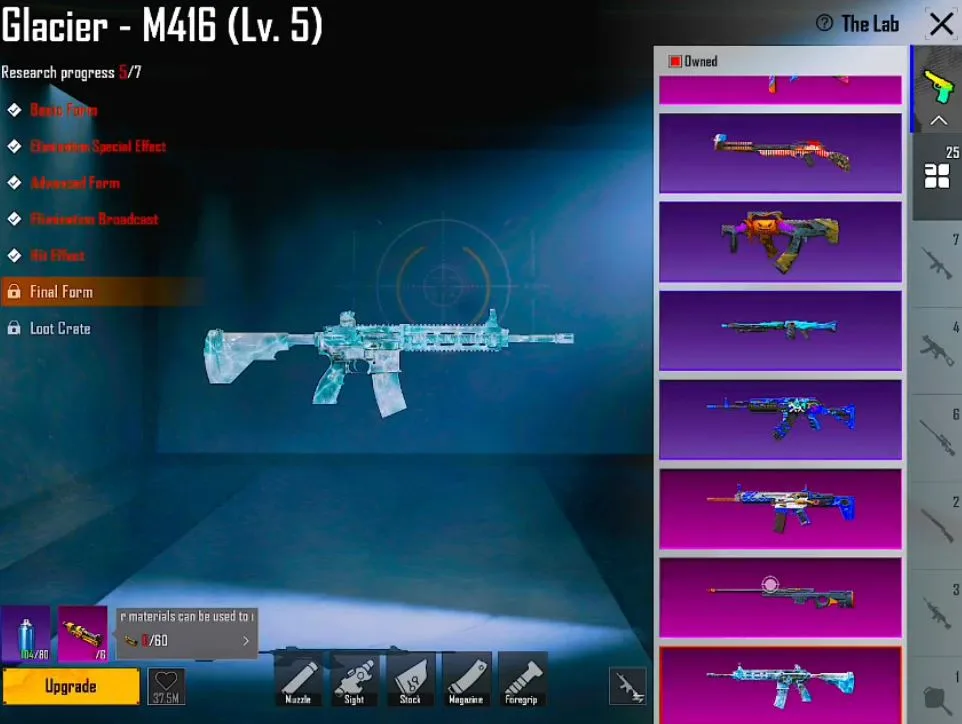 Glacier - M416 (Lv. 5)
The Lab
Research progress 5/7
Owned
Basic Form
Elimination Special Effect
Advanced Form
Elimination Broadcast
Hit Effect
Final Form
Loot Crate
25
7
4
6
2
3
1
r materials can be used to
104/80
/6
0/60
Upgrade
37.5M
Muzzle
Sight
Stock
Magazine
Foregrip